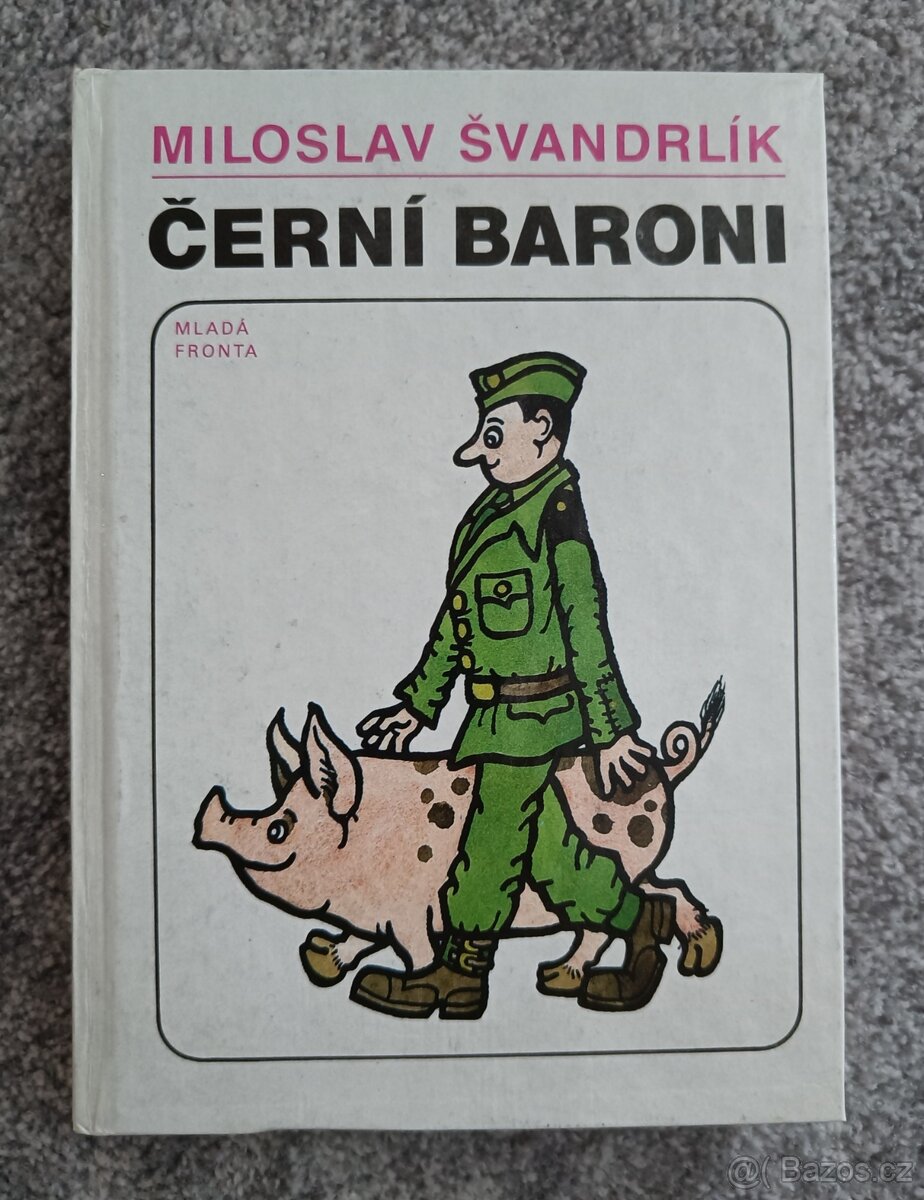 MILOSLAV ŠVANDRLÍK
ČERNÍ BARONI
MLADÁ
FRONTA
@( Bazos.cz